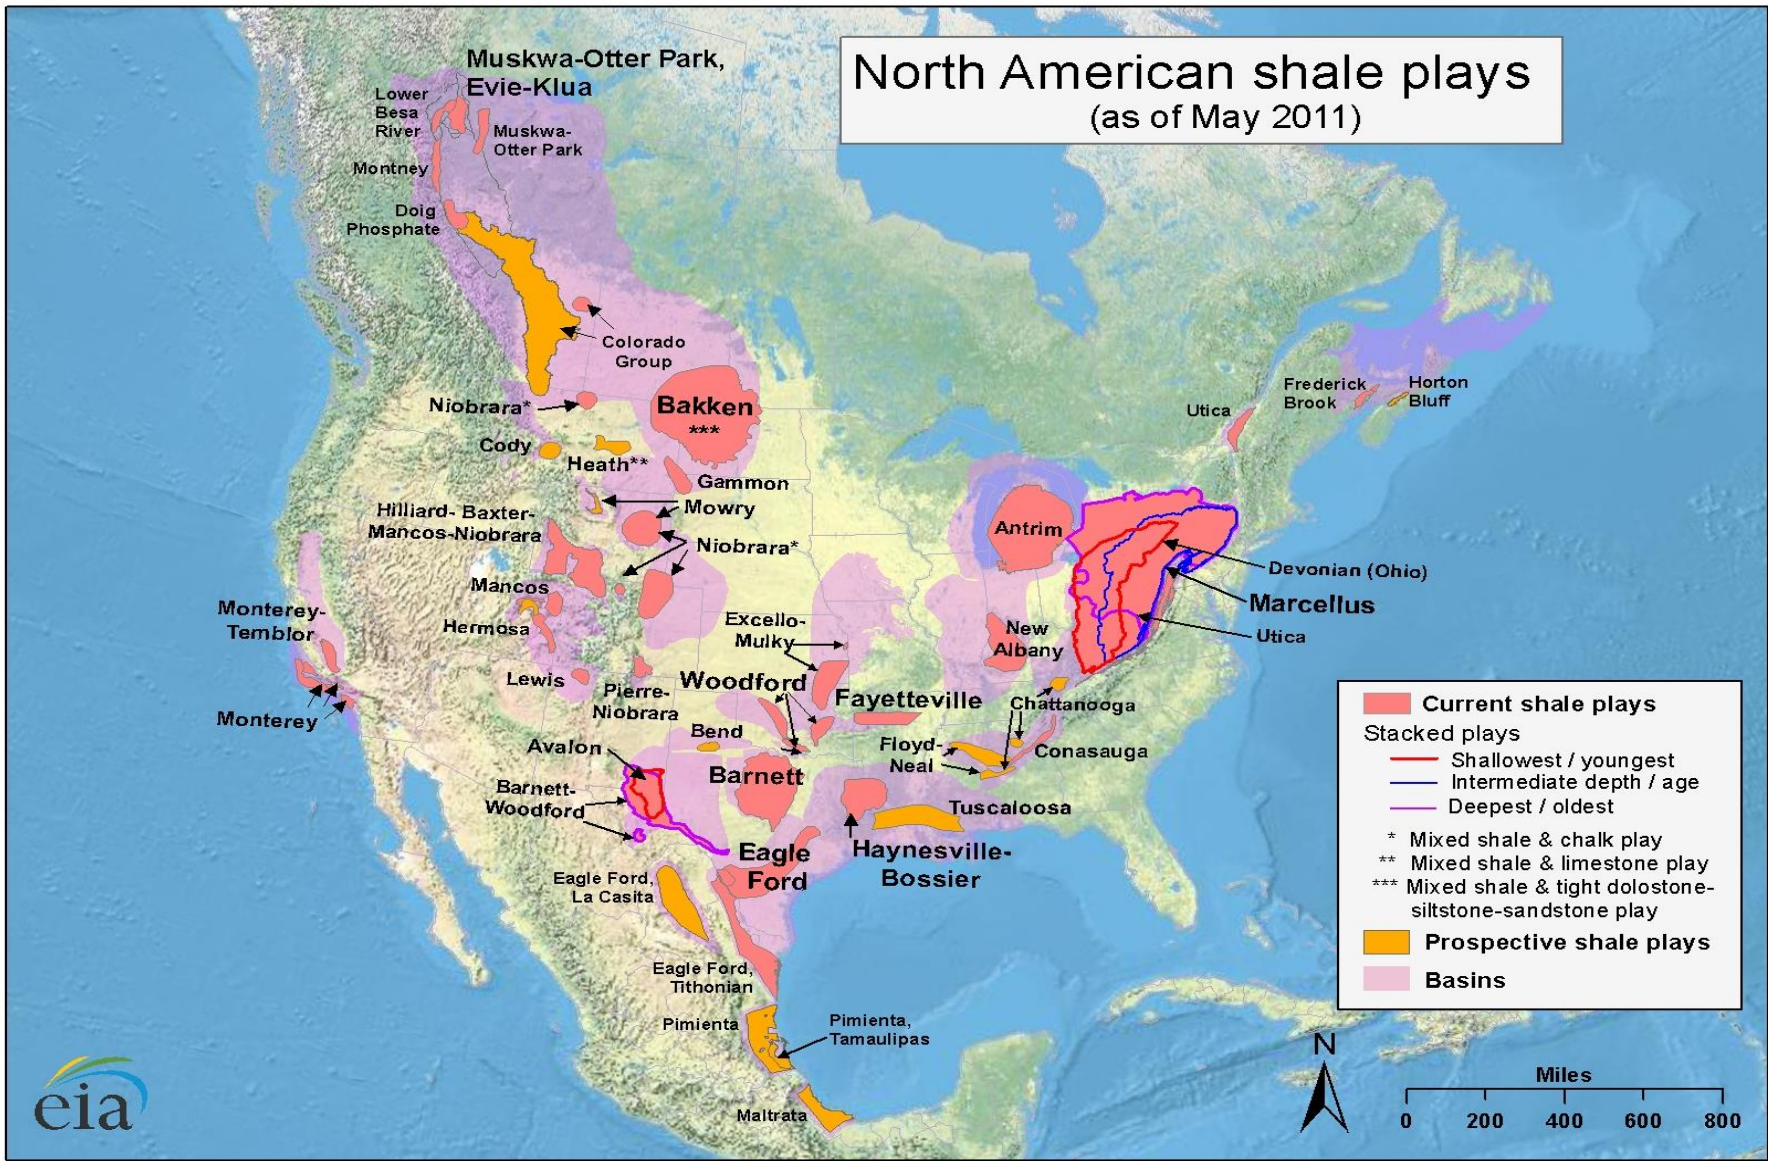 North American shale plays
(as of May 2011)
Muskwa-Otter Park,
Evie-Klua
Lower
Besa
River
Muskwa-
Otter Park
Montney
Doig
Phosphate
Colorado
Group
Niobrara*
Bakken
***
Cody
Heath**
Gammon
Mowry
Hilliard- Baxter-
Mancos-Niobrara
Niobrara*
Mancos
Hermosa
Monterey-
Temblor
Monterey
Lewis
Pierre-
Niobrara
Excello-
Mulky
Woodford
Fayetteville
Bend
Avalon
Barnett
Barnett-
Woodford
Antrim
New
Albany
Devonian (Ohio)
Marcellus
Utica
Utica
Frederick
Brook
Horton
Bluff
Chattanooga
Floyd-
Neal
Conasauga
Tuscaloosa
Haynesville-
Bossier
Eagle
Ford
Eagle Ford,
La Casita
Eagle Ford,
Tithonian
Pimienta
Pimienta,
Tamaulipas
Maltrata
Current shale plays
Stacked plays
Shallowest / youngest
Intermediate depth / age
Deepest / oldest
* Mixed shale & chalk play
** Mixed shale & limestone play
*** Mixed shale & tight dolostone-
siltstone-sandstone play
Prospective shale plays
Basins
N
Miles
0 200 400 600 800
eia